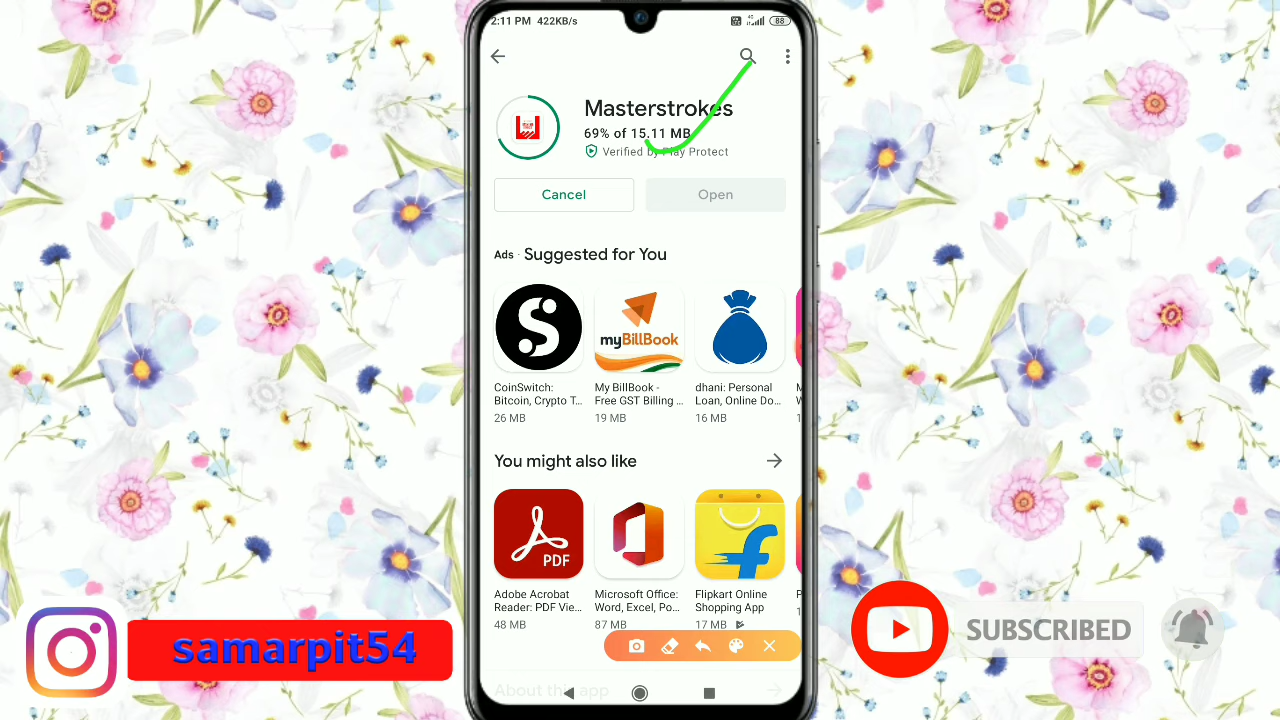 2:11 PM 422KB/s
4G
88
Masterstrokes
69% of 15.11 MB
Verified by Play Protect
Cancel
Open
Ads · Suggested for You
CoinSwitch:
Bitcoin, Crypto T...
26 MB
myBillBook
My BillBook -
Free GST Billing ...
19 MB
dhani: Personal
Loan, Online Do...
16 MB
You might also like
PDF
Adobe Acrobat
Reader: PDF Vie...
48 MB
Microsoft Office:
Word, Excel, Po...
87 MB
Flipkart Online
Shopping App
17 MB
About this app
samarpit54
SUBSCRIBED